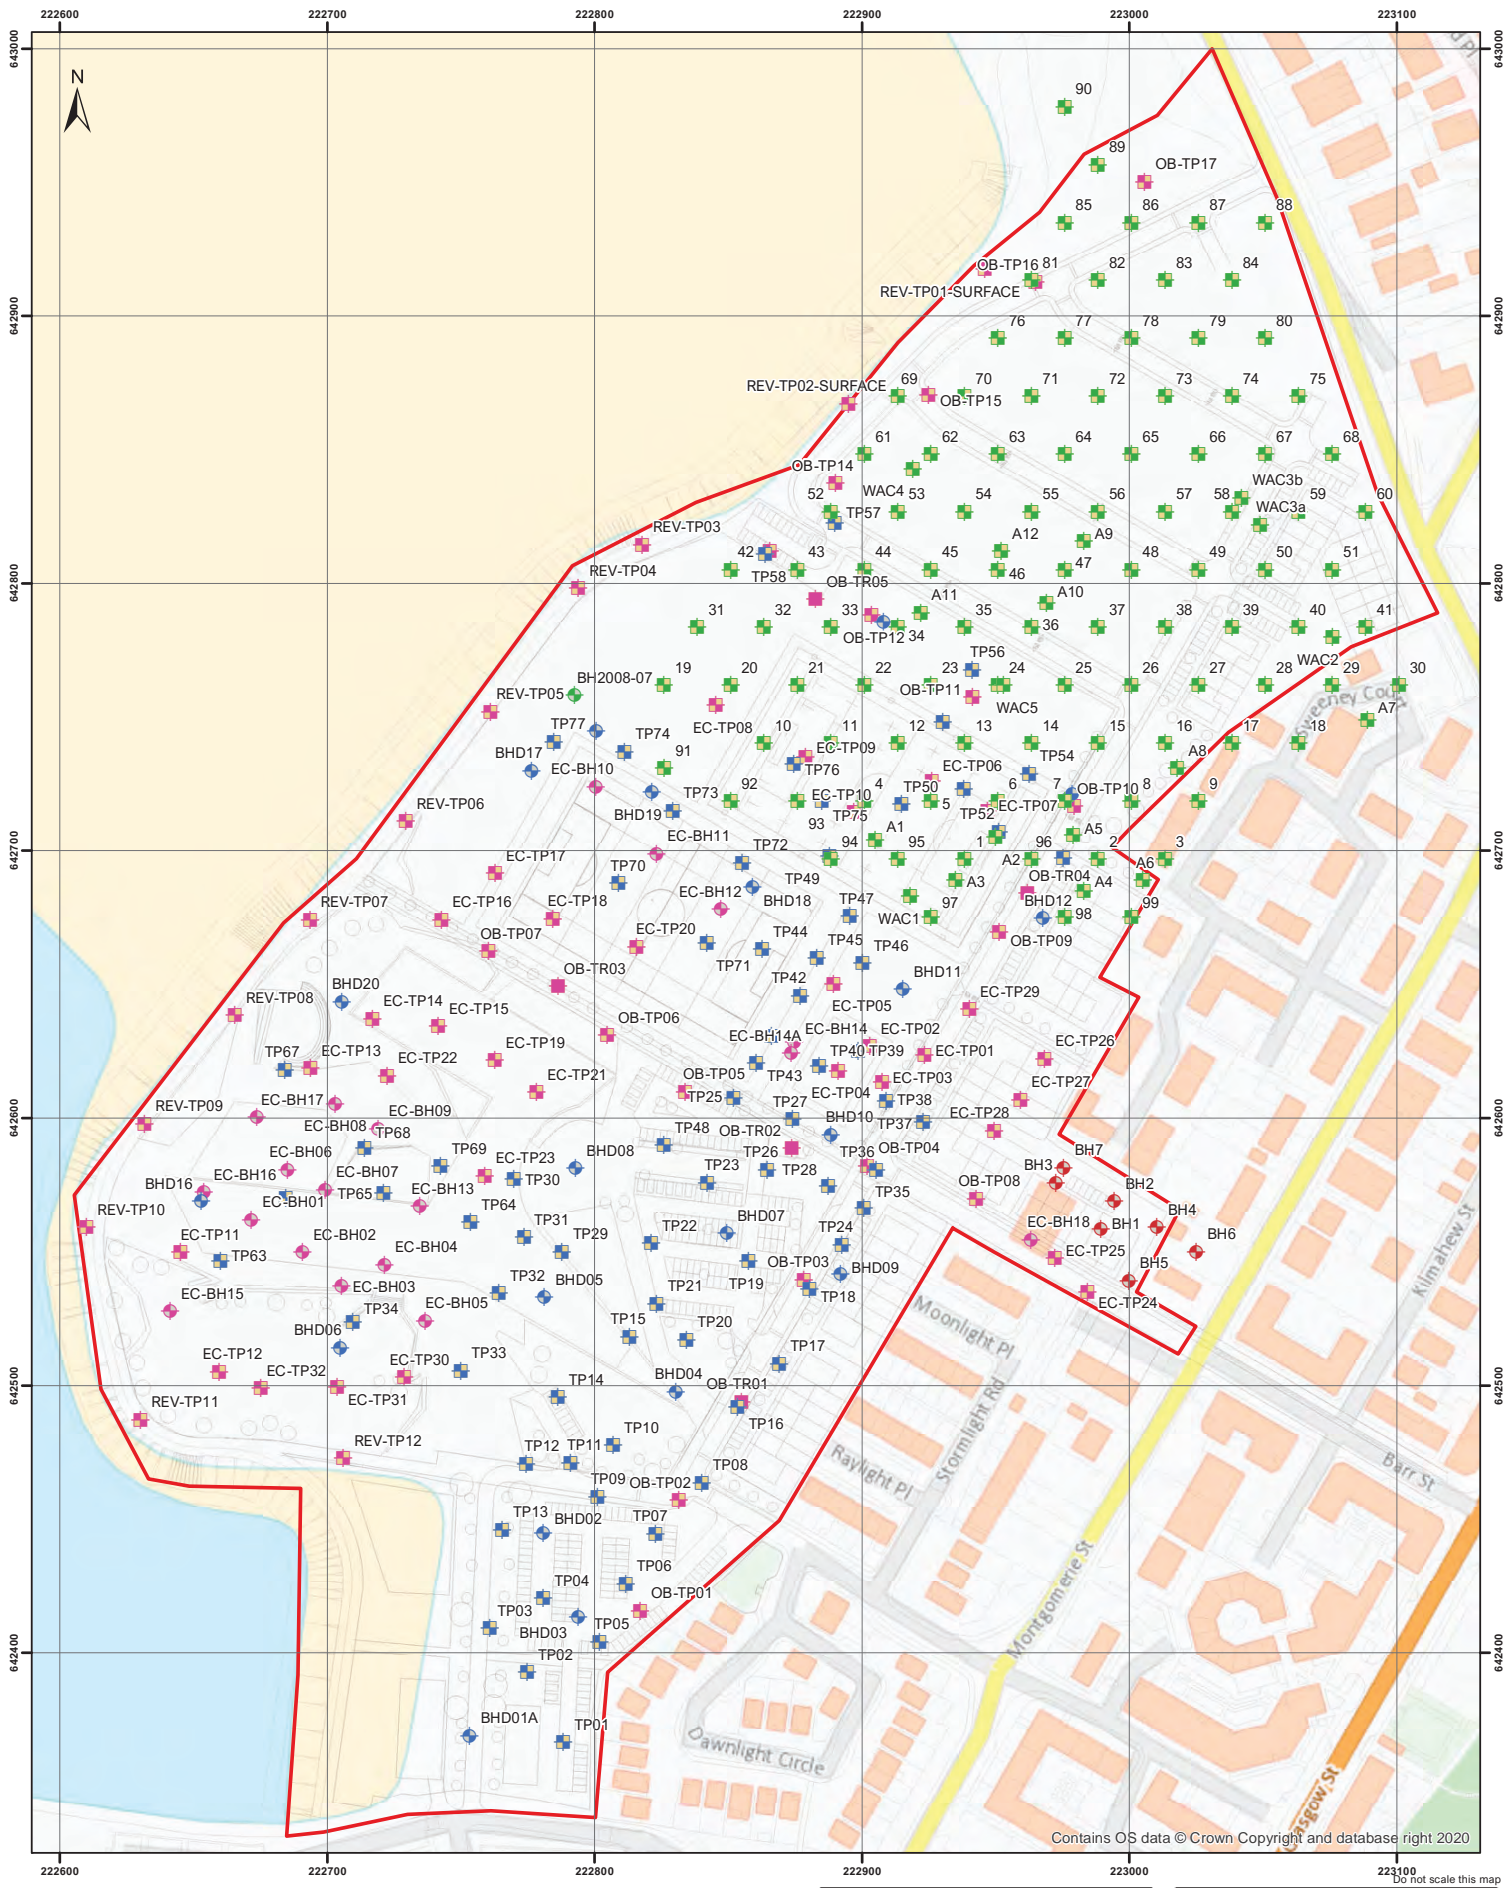 222600 222700 222800 222900 223000 223100
643000
643000
N
90
89
OB-TP17
85 86 87 88
OB-TP16 81 82 83 84
REV-TP01-SURFACE
642900
642900
76 77 78 79 80
REV-TP02-SURFACE 69 70 71 72 73 74 75
OB-TP15
61 62 63 64 65 66 67 68
OB-TP14
WAC3b
52 WAC4 53 54 55 56 57 58 59 60
WAC3a
TP57
REV-TP03
A12 A9
42 43 44 45 46 47 48 49 50 51
TP58
OB-TR05
642800
642800
REV-TP04
A11 A10
31 32 33 35 36 37 38 39 40 41
OB-TP12 34
TP56
WAC2
BH2008-07 19 20 21 22 23 24 25 26 27 28 29 30
OB-TP11
REV-TP05
WAC5
Sweeney Court
A7
EC-TP08
TP77 TP74 10 11 12 13 14 15 16 17 18
BHD17
EC-TP09
A8
EC-BH10 91 TP76 EC-TP06 TP54
TP73 92 EC-TP10 4 TP50 5 6 7 OB-TP10 8 9
TP75 TP52 EC-TP07
REV-TP06
BHD19
93
A1 A5
EC-BH11
642700
642700
TP72 94 95 1 A2 96 2 3
EC-TP17
TP70
TP49
A3 OB-TR04 A4 A6
EC-BH12
BHD18
TP47
97
BHD12
98 99
REV-TP07 EC-TP16 EC-TP18
WAC1
OB-TP07
EC-TP20
TP44 TP45 TP46
OB-TP09
TP71
OB-TR03
TP42
BHD11
BHD20
EC-TP14
EC-TP15
REV-TP08
EC-TP05
EC-TP29
OB-TP06
EC-BH14A EC-BH14 EC-TP02
TP67 EC-TP13 EC-TP22 EC-TP19
TP40 TP39 EC-TP01 EC-TP26
TP43
EC-TP21 OB-TP05
EC-TP03
EC-TP04
EC-TP27
REV-TP09 EC-BH17 EC-BH09
TP25 TP27 TP38
642600
642600
EC-BH08 TP68
BHD10
TP37 EC-TP28
TP48 OB-TR02
TP36 OB-TP04
EC-BH06
TP69 EC-TP23 BHD08
TP26 TP28
BH7
BH3
EC-BH16 EC-BH07
TP23
TP30
BHD16
TP65 EC-BH13
OB-TP08
BH2
REV-TP10 EC-BH01
TP64
TP35
BH4
EC-BH18 BH1
BHD07
TP31 TP29 TP22 TP24
BH6
EC-BH02
EC-TP11
TP63 EC-BH04
EC-TP25
OB-TP03
BHD09
BH5
TP32 BHD05 TP19
EC-BH15 EC-BH03
TP18
EC-TP24
TP21
TP34 EC-BH05
TP15 TP20
BHD06
Moonlight Pl
Kilmahew St
EC-TP12 EC-TP30 TP33
TP17
EC-TP32
BHD04
642500
642500
TP14 OB-TR01
REV-TP11 EC-TP31
TP16
Stormlight Rd
TP10
REV-TP12 TP12 TP11
Barr St
TP09 OB-TP02 TP08
Raylight Pl
TP13 BHD02 TP07
TP06
TP04 OB-TP01
TP03 TP05
BHD03
Montgomerie St
TP02
642400
642400
BHD01A TP01
Dawnlight Circle
Glasgow St
Contains OS data © Crown Copyright and database right 2020
222600 222700 222800 222900 223000 223100
Do not scale this map